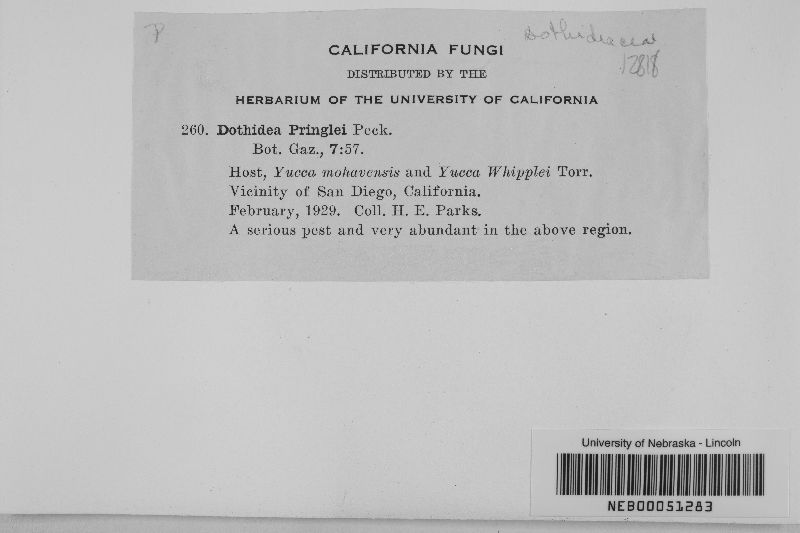 P
Dothideaceae
12818
CALIFORNIA FUNGI
DISTRIBUTED BY THE
HERBARIUM OF THE UNIVERSITY OF CALIFORNIA
260. Dothidea Pringlei Peck.
Bot. Gaz., 7:57.
Host, Yucca mohavensis and Yucca Whipplei Torr.
Vicinity of San Diego, California.
February, 1929. Coll. H. E. Parks.
A serious pest and very abundant in the above region.
University of Nebraska - Lincoln
NEB00051283